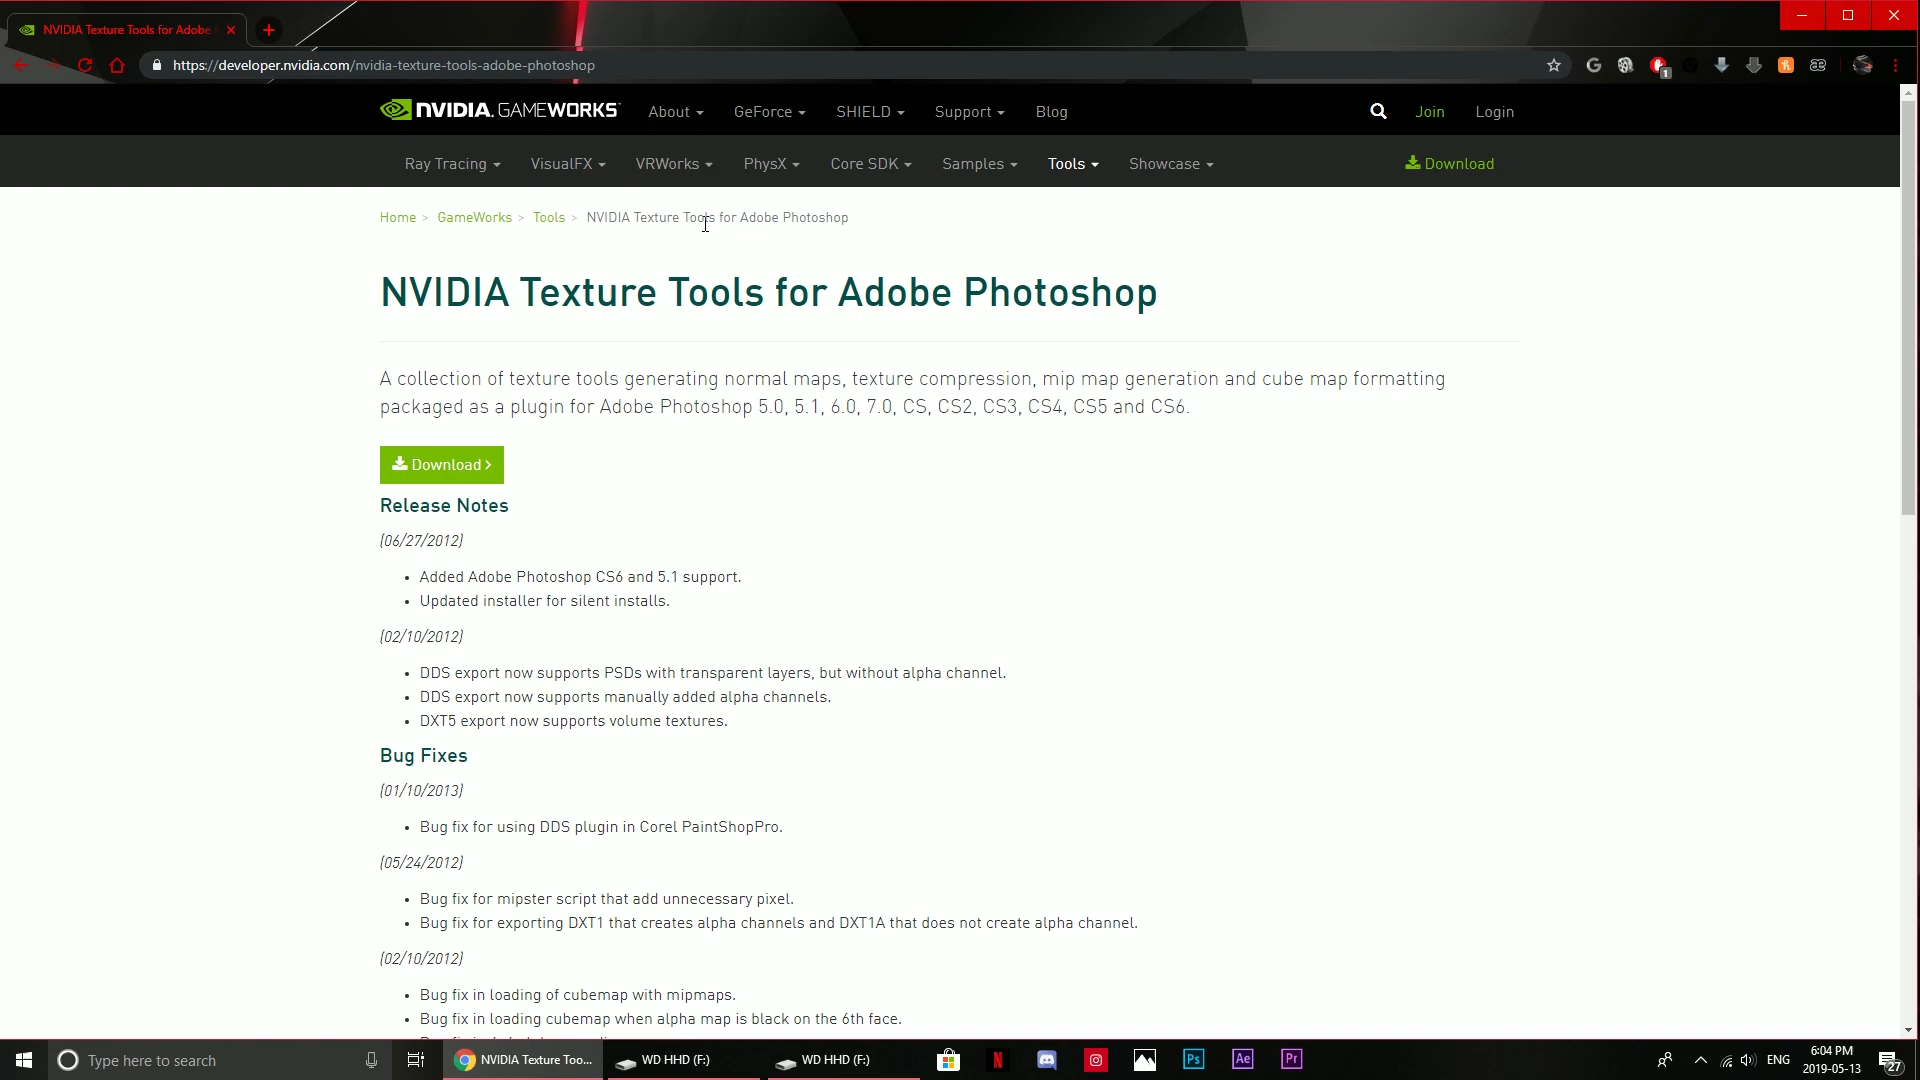 NVIDIA Texture Tools for Adobe
https://developer.nvidia.com/nvidia-texture-tools-adobe-photoshop
1
NVIDIA. GAMEWORKS About GeForce SHIELD Support Blog Join Login
Ray Tracing VisualFX VRWorks PhysX Core SDK Samples Tools Showcase Download
Home > GameWorks > Tools > NVIDIA Texture Tools for Adobe Photoshop
NVIDIA Texture Tools for Adobe Photoshop
A collection of texture tools generating normal maps, texture compression, mip map generation and cube map formatting
packaged as a plugin for Adobe Photoshop 5.0, 5.1, 6.0, 7.0, CS, CS2, CS3, CS4, CS5 and CS6.
Download >
Release Notes
(06/27/2012)
• Added Adobe Photoshop CS6 and 5.1 support.
• Updated installer for silent installs.
(02/10/2012)
• DDS export now supports PSDs with transparent layers, but without alpha channel.
• DDS export now supports manually added alpha channels.
• DXT5 export now supports volume textures.
Bug Fixes
(01/10/2013)
• Bug fix for using DDS plugin in Corel PaintShopPro.
(05/24/2012)
• Bug fix for mipster script that add unnecessary pixel.
• Bug fix for exporting DXT1 that creates alpha channels and DXT1A that does not create alpha channel.
(02/10/2012)
• Bug fix in loading of cubemap with mipmaps.
• Bug fix in loading cubemap when alpha map is black on the 6th face.
Type here to search NVIDIA Texture Too... WD HHD (F:) WD HHD (F:) N Ps Ae Pr ENG 6:04 PM
2019-05-13 27